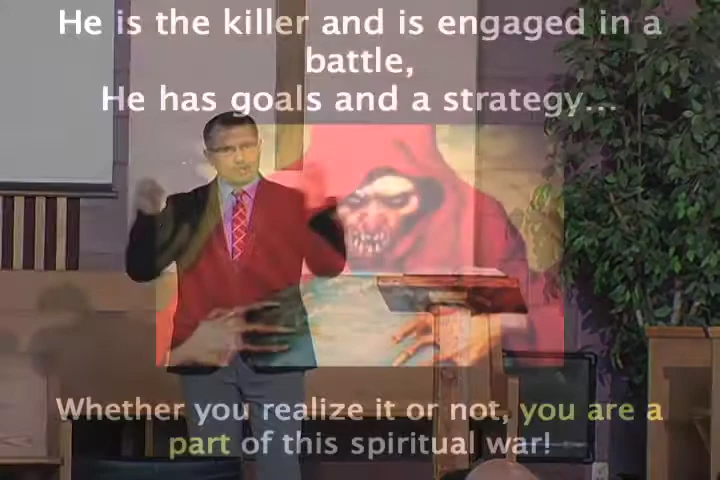 He is the killer and is engaged in a
battle,
He has goals and a strategy...
Whether you realize it or not, you are a
part of this spiritual war!